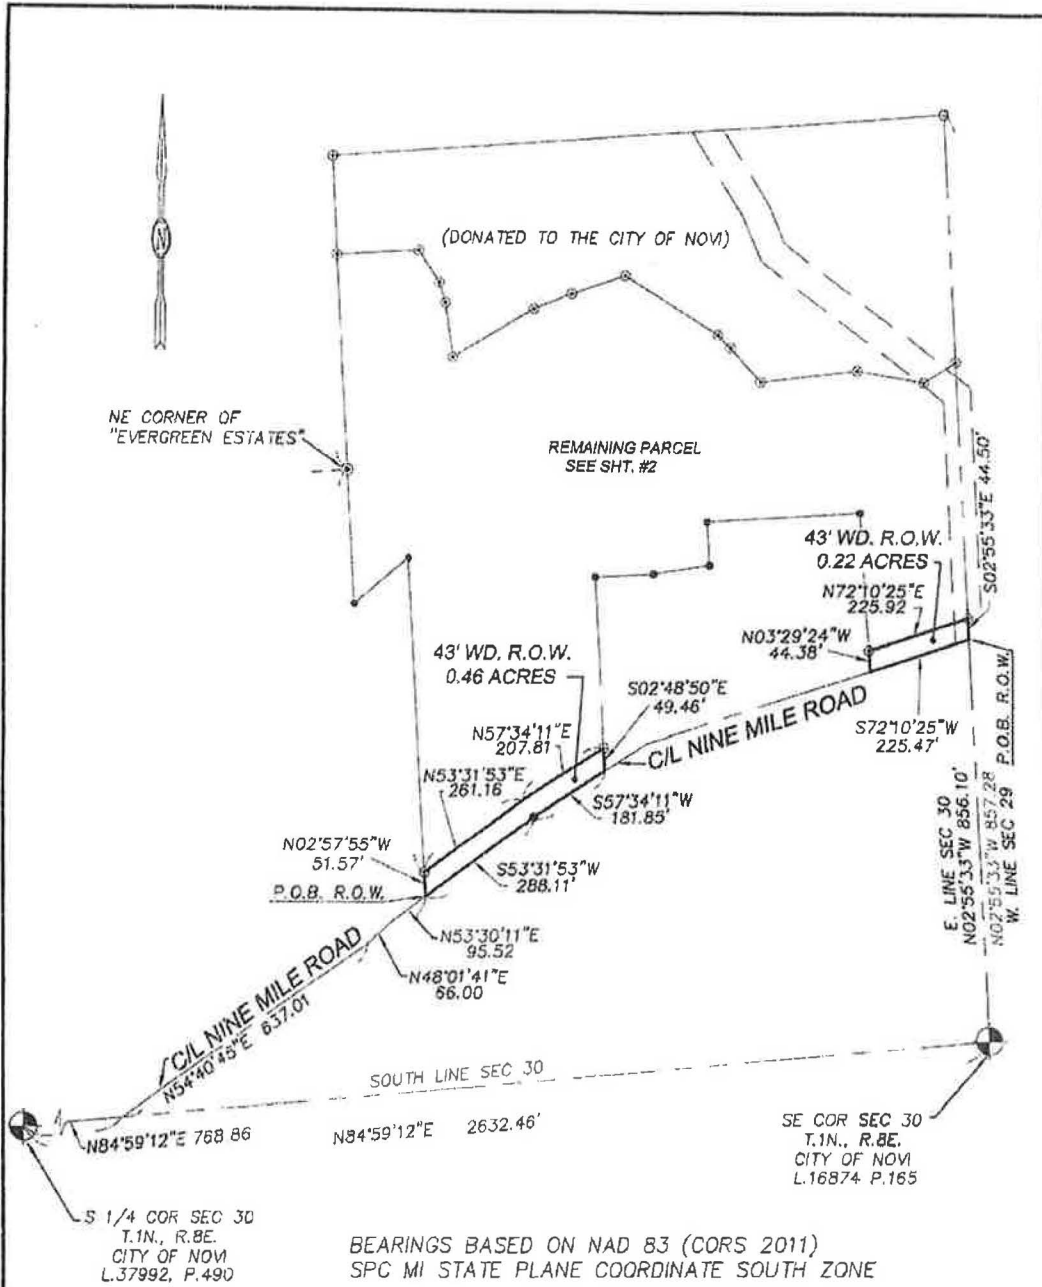 N
(DONATED TO THE CITY OF NOVI)
NE CORNER OF
"EVERGREEN ESTATES"
REMAINING PARCEL
SEE SHT. #2
S02°55'33"E 44.50'
43' WD. R.O.W.
0.22 ACRES
N72°10'25"E
225.92
N03°29'24"W
44.38'
43' WD. R.O.W.
0.46 ACRES
S02°48'50"E
49.46'
C/L NINE MILE ROAD
S72°10'25"W
225.47'
P.O.B. R.O.W.
N57°34'11"E
207.81
N53°31'53"E
261.16
S57°34'11"W
181.85'
N02°57'55"W
51.57'
S53°31'53"W
288.11'
P.O.B. R.O.W.
E. LINE SEC 30
N02°55'33"W 856.10'
N02°55'33"W 857.28
W. LINE SEC 29
N53°30'11"E
95.52
N48°01'41"E
66.00
C/L NINE MILE ROAD
N54°40'45"E 637.01
SOUTH LINE SEC 30
N84°59'12"E 768.86
N84°59'12"E 2632.46'
SE COR SEC 30
T.1N., R.8E.
CITY OF NOVI
L.16874 P.165
S 1/4 COR SEC 30
T.1N., R.8E.
CITY OF NOVI
L.37992, P.490
BEARINGS BASED ON NAD 83 (CORS 2011)
SPC MI STATE PLANE COORDINATE SOUTH ZONE